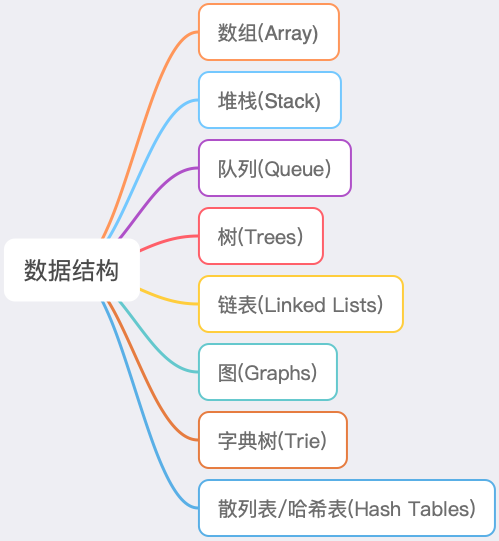 数组(Array)
堆栈(Stack)
队列(Queue)
树(Trees)
数据结构
链表(Linked Lists)
图(Graphs)
字典树(Trie)
散列表/哈希表(Hash Tables)